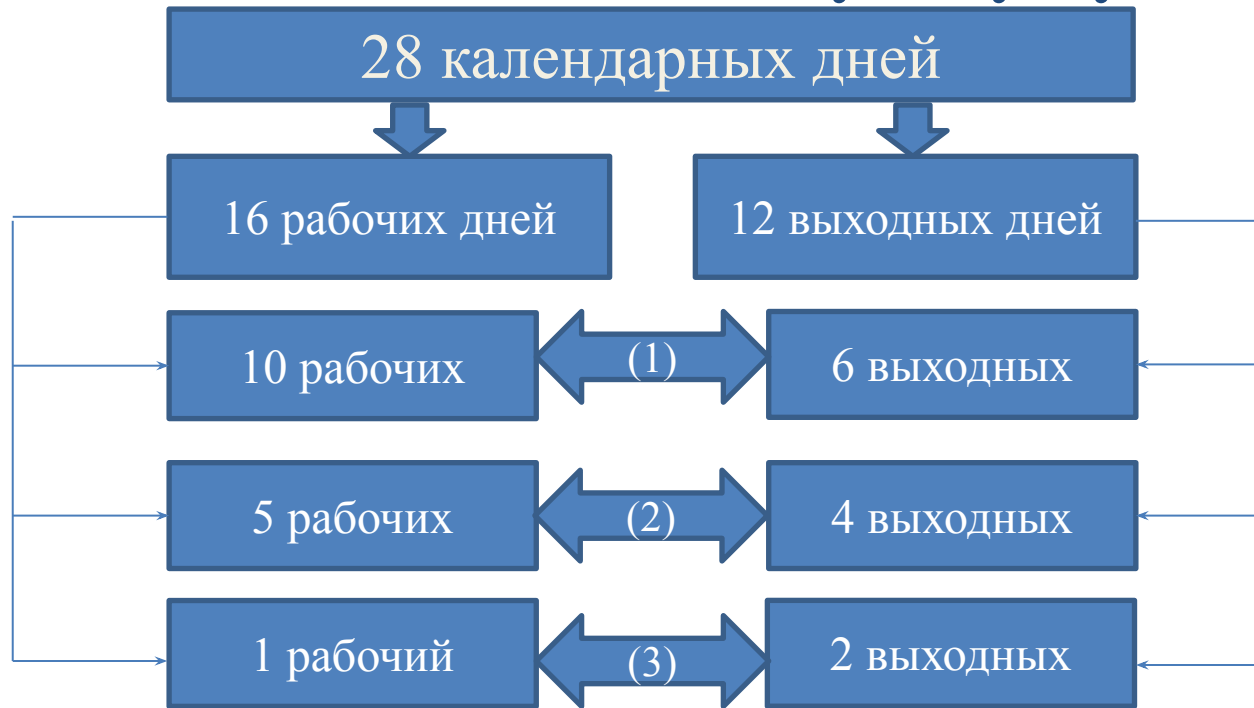 28 календарных дней
16 рабочих дней
12 выходных дней
10 рабочих
(1)
6 выходных
5 рабочих
(2)
4 выходных
1 рабочий
(3)
2 выходных